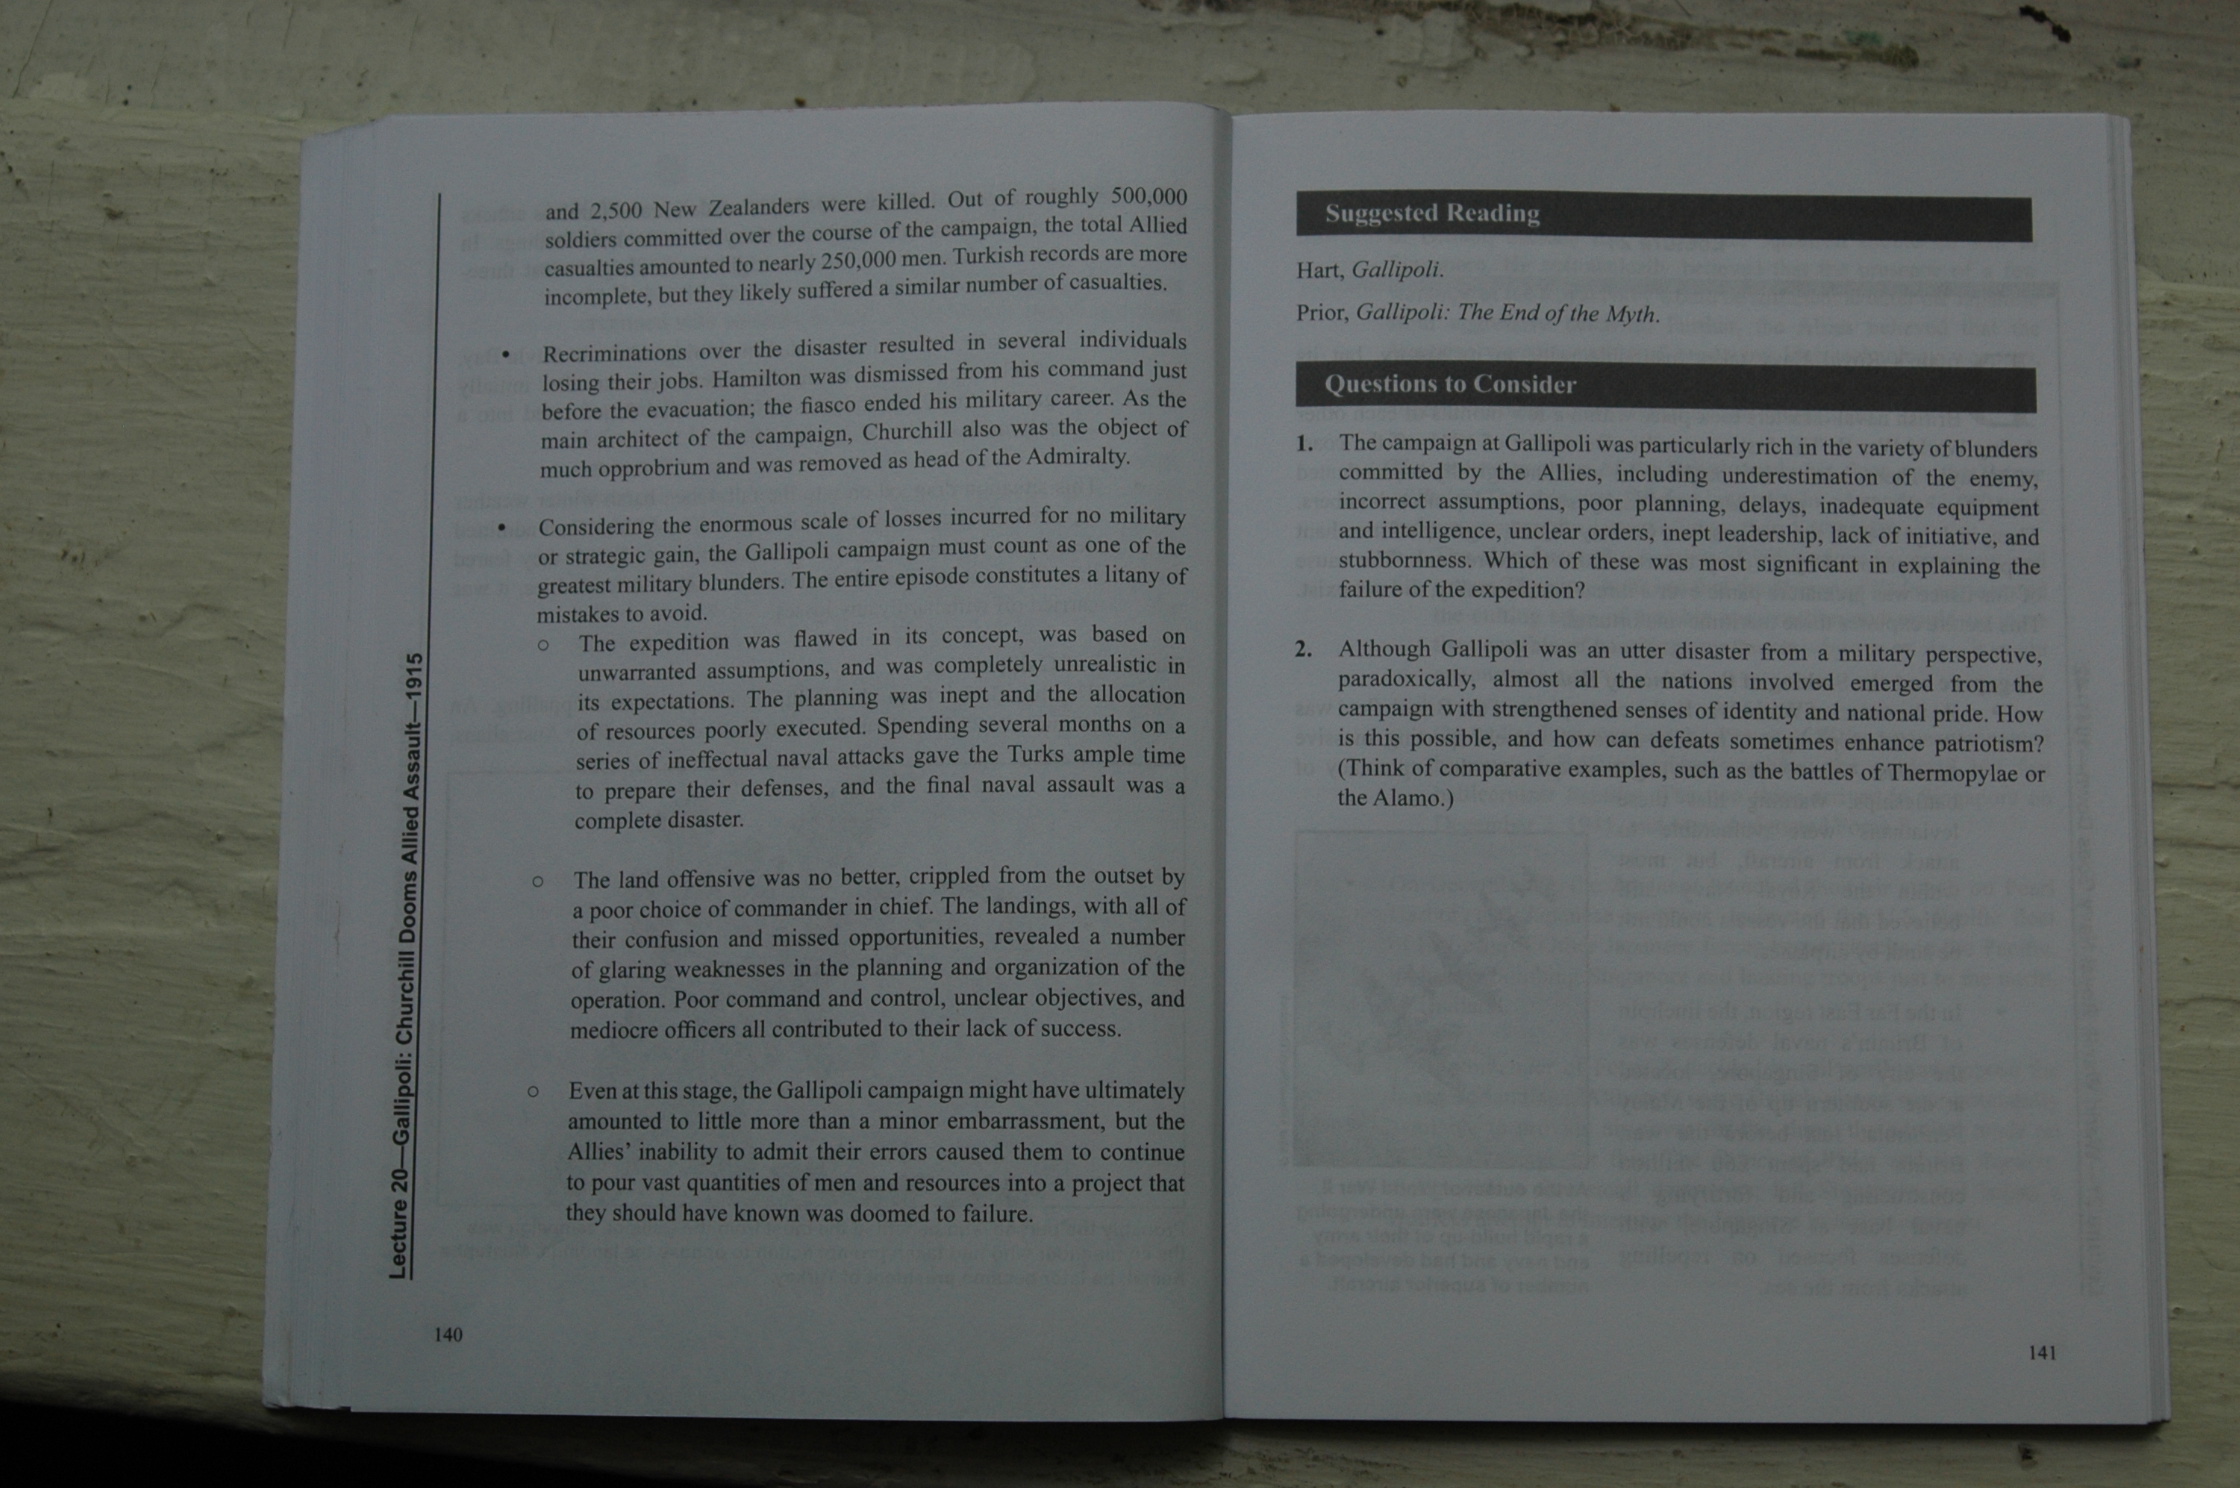 and 2,500 New Zealanders were killed. Out of roughly 500,000
soldiers committed over the course of the campaign, the total Allied
casualties amounted to nearly 250,000 men. Turkish records are more
incomplete, but they likely suffered a similar number of casualties.
• Recriminations over the disaster resulted in several individuals
losing their jobs. Hamilton was dismissed from his command just
before the evacuation; the fiasco ended his military career. As the
main architect of the campaign, Churchill also was the object of
much opprobrium and was removed as head of the Admiralty.
• Considering the enormous scale of losses incurred for no military
or strategic gain, the Gallipoli campaign must count as one of the
greatest military blunders. The entire episode constitutes a litany of
mistakes to avoid.
○ The expedition was flawed in its concept, was based on
unwarranted assumptions, and was completely unrealistic in
its expectations. The planning was inept and the allocation
of resources poorly executed. Spending several months on a
series of ineffectual naval attacks gave the Turks ample time
to prepare their defenses, and the final naval assault was a
complete disaster.
○ The land offensive was no better, crippled from the outset by
a poor choice of commander in chief. The landings, with all of
their confusion and missed opportunities, revealed a number
of glaring weaknesses in the planning and organization of the
operation. Poor command and control, unclear objectives, and
mediocre officers all contributed to their lack of success.
○ Even at this stage, the Gallipoli campaign might have ultimately
amounted to little more than a minor embarrassment, but the
Allies' inability to admit their errors caused them to continue
to pour vast quantities of men and resources into a project that
they should have known was doomed to failure.
Lecture 20—Gallipoli: Churchill Dooms Allied Assault—1915
140
Suggested Reading
Hart, Gallipoli.
Prior, Gallipoli: The End of the Myth.
Questions to Consider
1. The campaign at Gallipoli was particularly rich in the variety of blunders
committed by the Allies, including underestimation of the enemy,
incorrect assumptions, poor planning, delays, inadequate equipment
and intelligence, unclear orders, inept leadership, lack of initiative, and
stubbornness. Which of these was most significant in explaining the
failure of the expedition?
2. Although Gallipoli was an utter disaster from a military perspective,
paradoxically, almost all the nations involved emerged from the
campaign with strengthened senses of identity and national pride. How
is this possible, and how can defeats sometimes enhance patriotism?
(Think of comparative examples, such as the battles of Thermopylae or
the Alamo.)
141